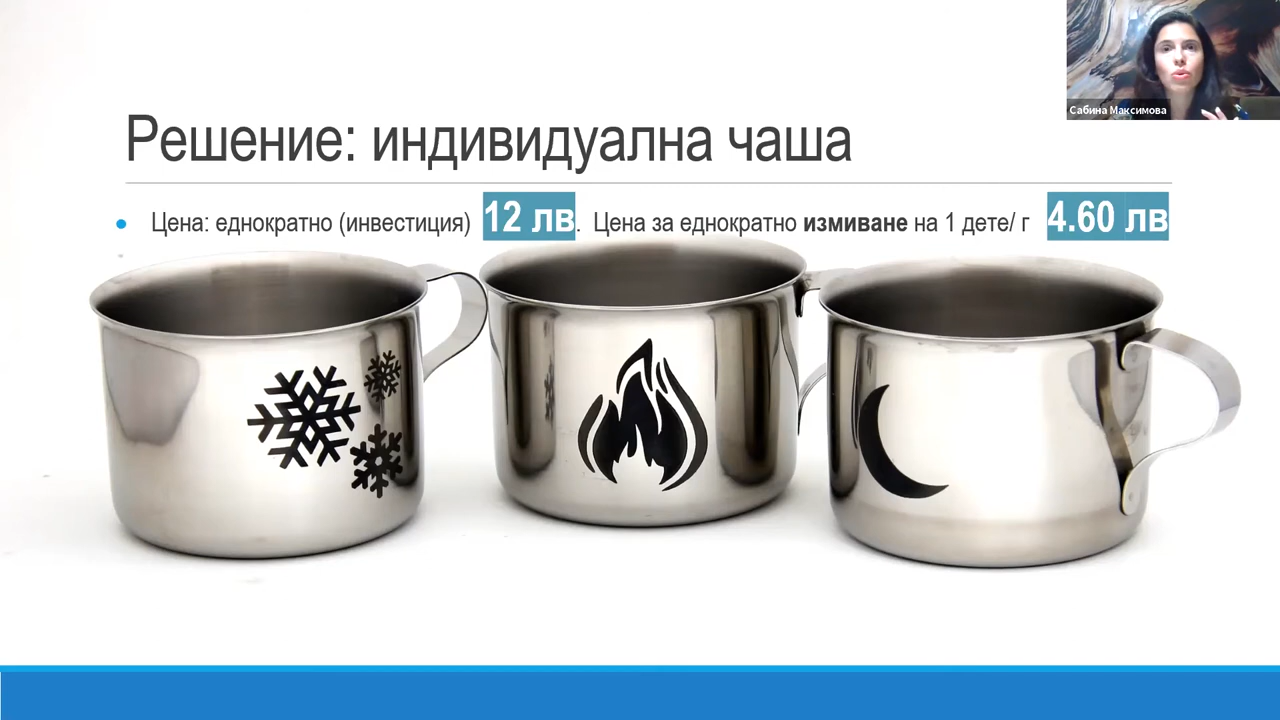 Сабина Максимова
Решение: индивидуална чаша
• Цена: еднократно (инвестиция) 12 лв. Цена за еднократно измиване на 1 дете/ г 4.60 лв